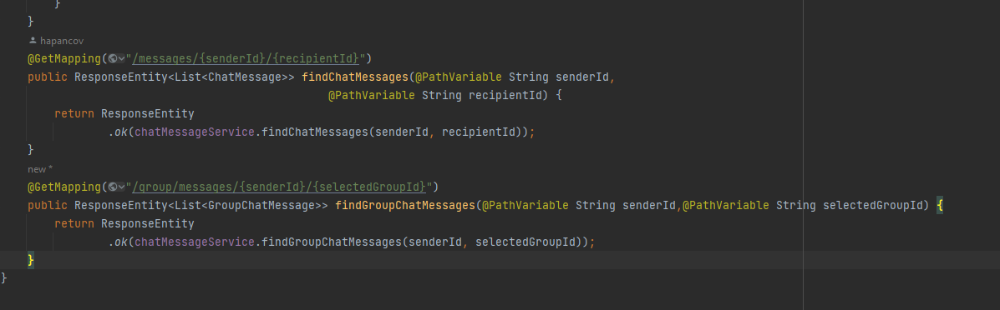 }
}
hapancov
@GetMapping("/messages/{senderId}/{recipientId}")
public ResponseEntity<List<ChatMessage>> findChatMessages(@PathVariable String senderId,
@PathVariable String recipientId) {
return ResponseEntity
.ok(chatMessageService.findChatMessages(senderId, recipientId));
}
new *
@GetMapping("/group/messages/{senderId}/{selectedGroupId}")
public ResponseEntity<List<GroupChatMessage>> findGroupChatMessages(@PathVariable String senderId,@PathVariable String selectedGroupId) {
return ResponseEntity
.ok(chatMessageService.findGroupChatMessages(senderId, selectedGroupId));
}
}